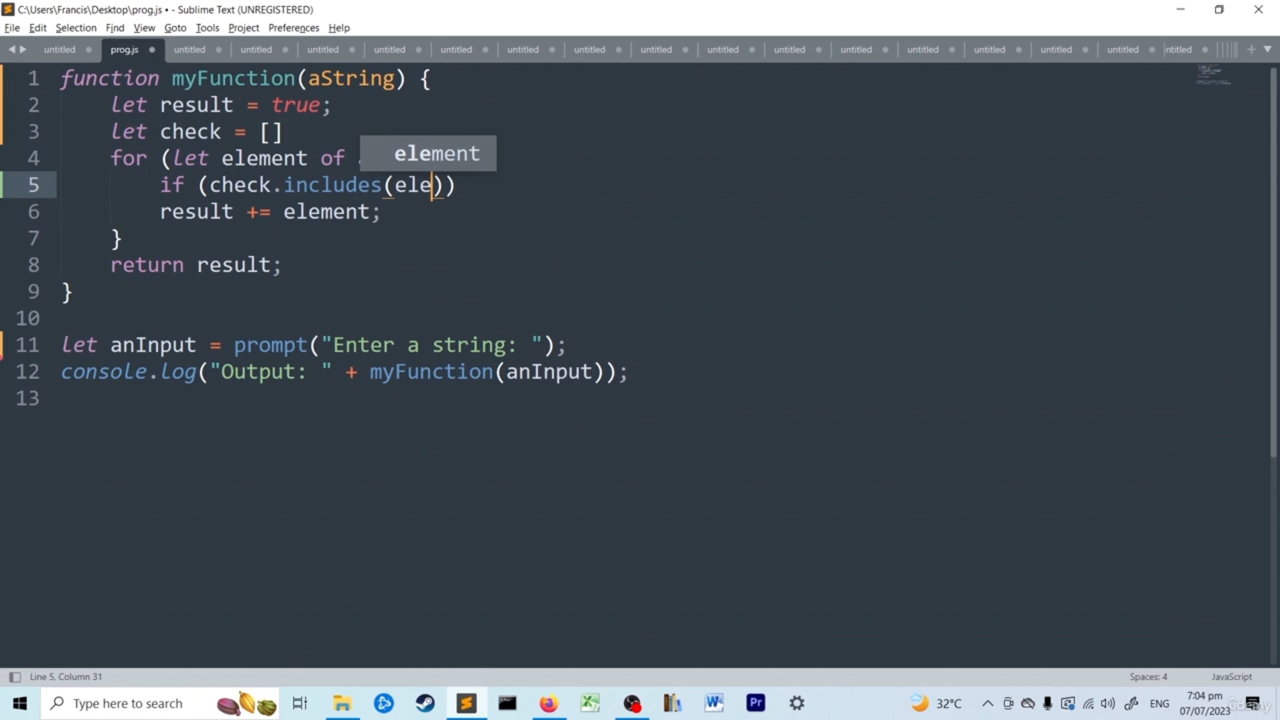 C:\Users\Francis\Desktop\prog.js • - Sublime Text (UNREGISTERED)
File Edit Selection Find View Goto Tools Project Preferences Help
untitled prog.js untitled untitled untitled untitled untitled untitled untitled untitled untitled untitled untitled untitled untitled untitled untitled ntitled
1 function myFunction(aString) {
2 let result = true;
3 let check = []
4 for (let element of
element
5 if (check.includes(ele))
6 result += element;
7 }
8 return result;
9 }
10
11 let anInput = prompt("Enter a string: ");
12 console.log("Output: " + myFunction(anInput));
13
Line 5, Column 31 Spaces: 4 JavaScript
Type here to search 32°C ENG 7:04 pm
07/07/2023